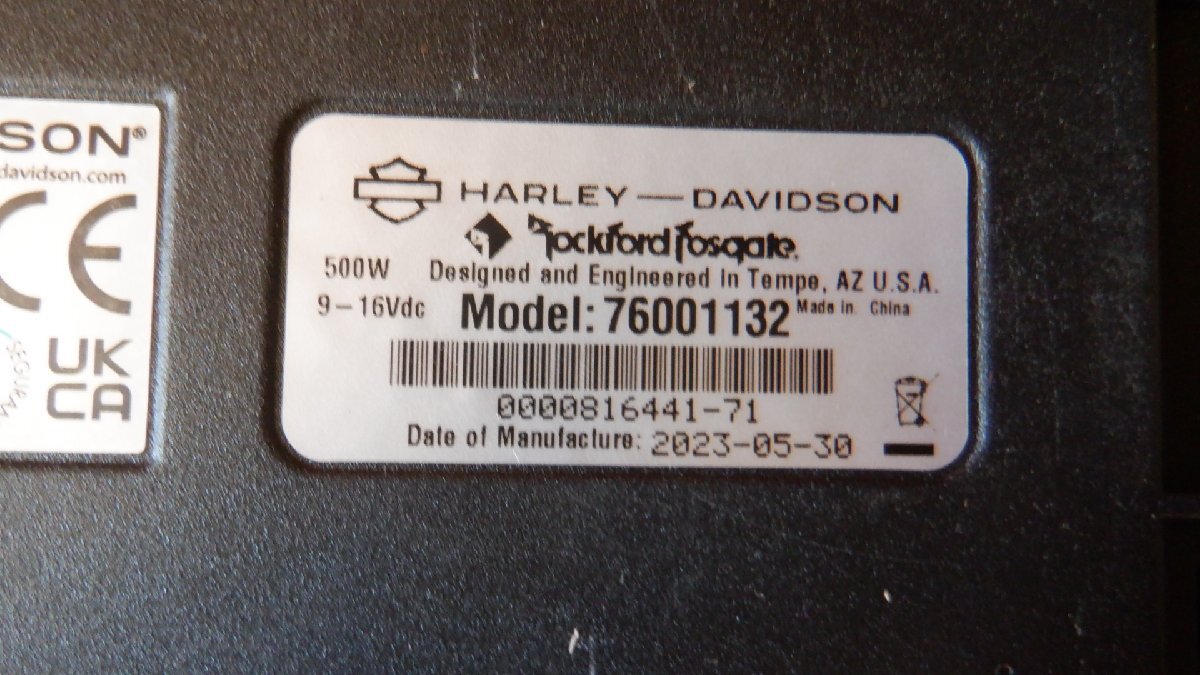 SON®
davidson.com
CE
UK
CA
HARLEY — DAVIDSON
Rockford Fosgate.
500W Designed and Engineered in Tempe, AZ U.S.A.
9-16Vdc Model: 76001132 Made in China
0000816441-71
Date of Manufacture: 2023-05-30